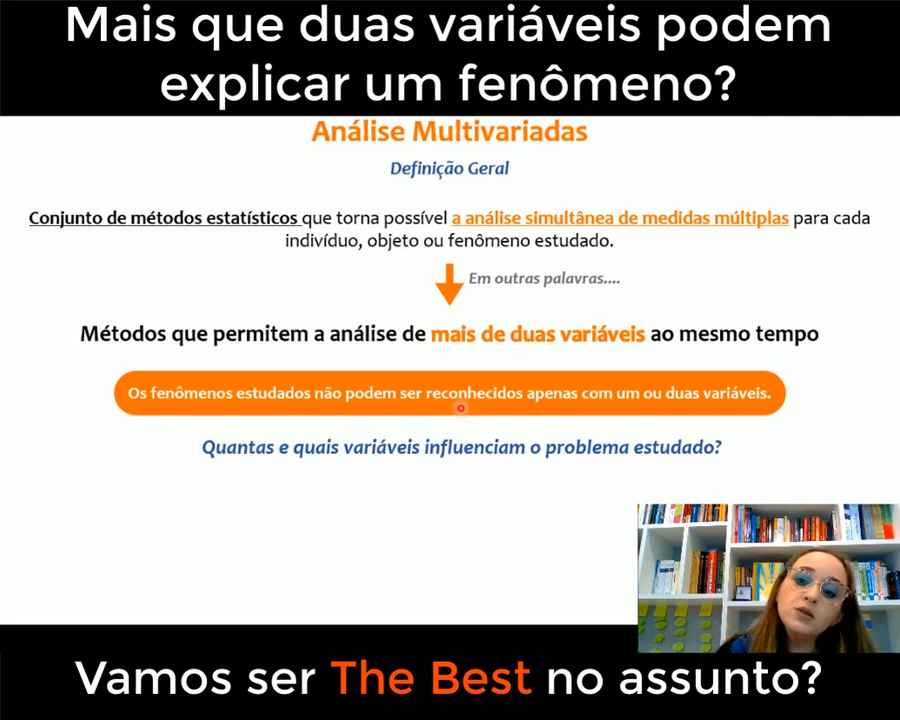 Mais que duas variáveis podem
explicar um fenômeno?
Análise Multivariadas
Definição Geral
Conjunto de métodos estatísticos que torna possível a análise simultânea de medidas múltiplas para cada
indivíduo, objeto ou fenômeno estudado.
Em outras palavras....
Métodos que permitem a análise de mais de duas variáveis ao mesmo tempo
Os fenômenos estudados não podem ser reconhecidos apenas com um ou duas variáveis.
Quantas e quais variáveis influenciam o problema estudado?
Vamos ser The Best no assunto?